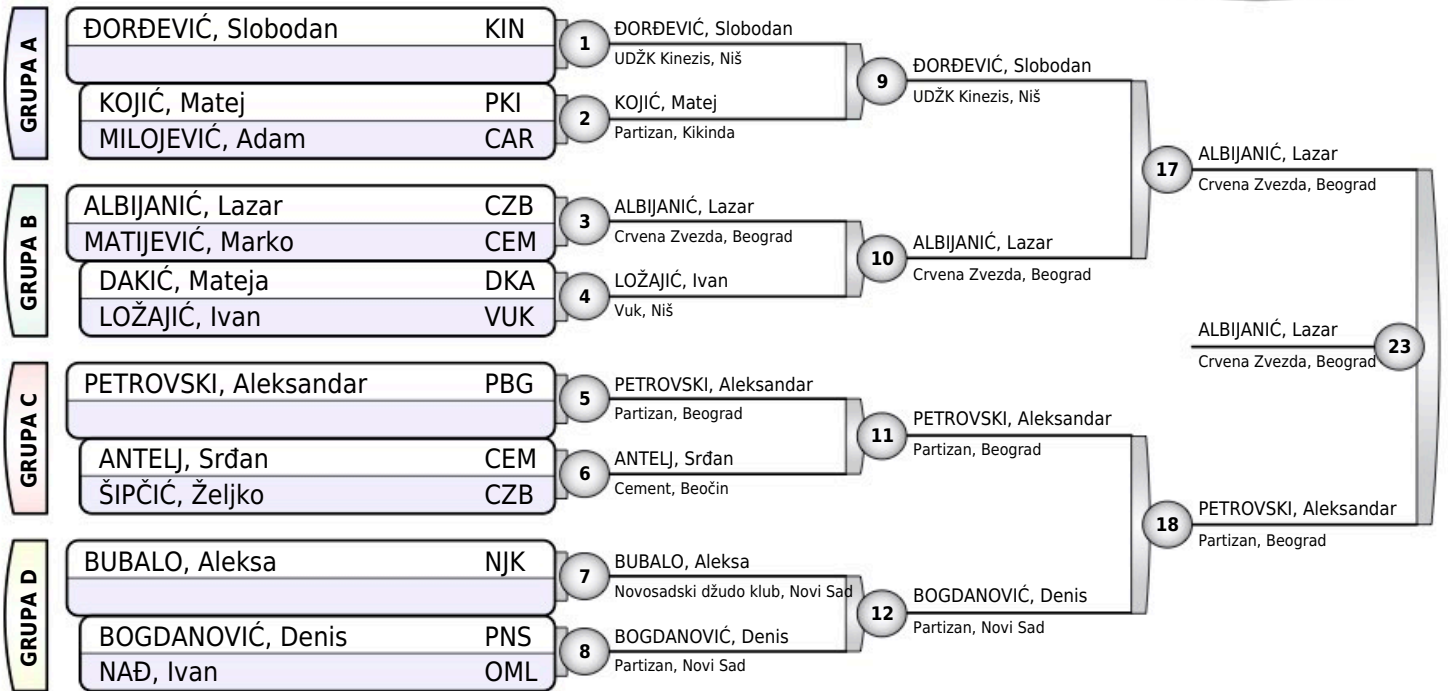 GRUPA A
ĐORĐEVIĆ, Slobodan KIN
KOJIĆ, Matej PKI
MILOJEVIĆ, Adam CAR
GRUPA B
ALBIJANIĆ, Lazar CZB
MATIJEVIĆ, Marko CEM
DAKIĆ, Mateja DKA
LOŽAJIĆ, Ivan VUK
GRUPA C
PETROVSKI, Aleksandar PBG
ANTELJ, Srđan CEM
ŠIPČIĆ, Željko CZB
GRUPA D
BUBALO, Aleksa NJK
BOGDANOVIĆ, Denis PNS
NAĐ, Ivan OML
1
ĐORĐEVIĆ, Slobodan
UDŽK Kinezis, Niš
2
KOJIĆ, Matej
Partizan, Kikinda
3
ALBIJANIĆ, Lazar
Crvena Zvezda, Beograd
4
LOŽAJIĆ, Ivan
Vuk, Niš
5
PETROVSKI, Aleksandar
Partizan, Beograd
6
ANTELJ, Srđan
Cement, Beočin
7
BUBALO, Aleksa
Novosadski džudo klub, Novi Sad
8
BOGDANOVIĆ, Denis
Partizan, Novi Sad
9
ĐORĐEVIĆ, Slobodan
UDŽK Kinezis, Niš
10
ALBIJANIĆ, Lazar
Crvena Zvezda, Beograd
11
PETROVSKI, Aleksandar
Partizan, Beograd
12
BOGDANOVIĆ, Denis
Partizan, Novi Sad
17
ALBIJANIĆ, Lazar
Crvena Zvezda, Beograd
18
PETROVSKI, Aleksandar
Partizan, Beograd
ALBIJANIĆ, Lazar
Crvena Zvezda, Beograd
23